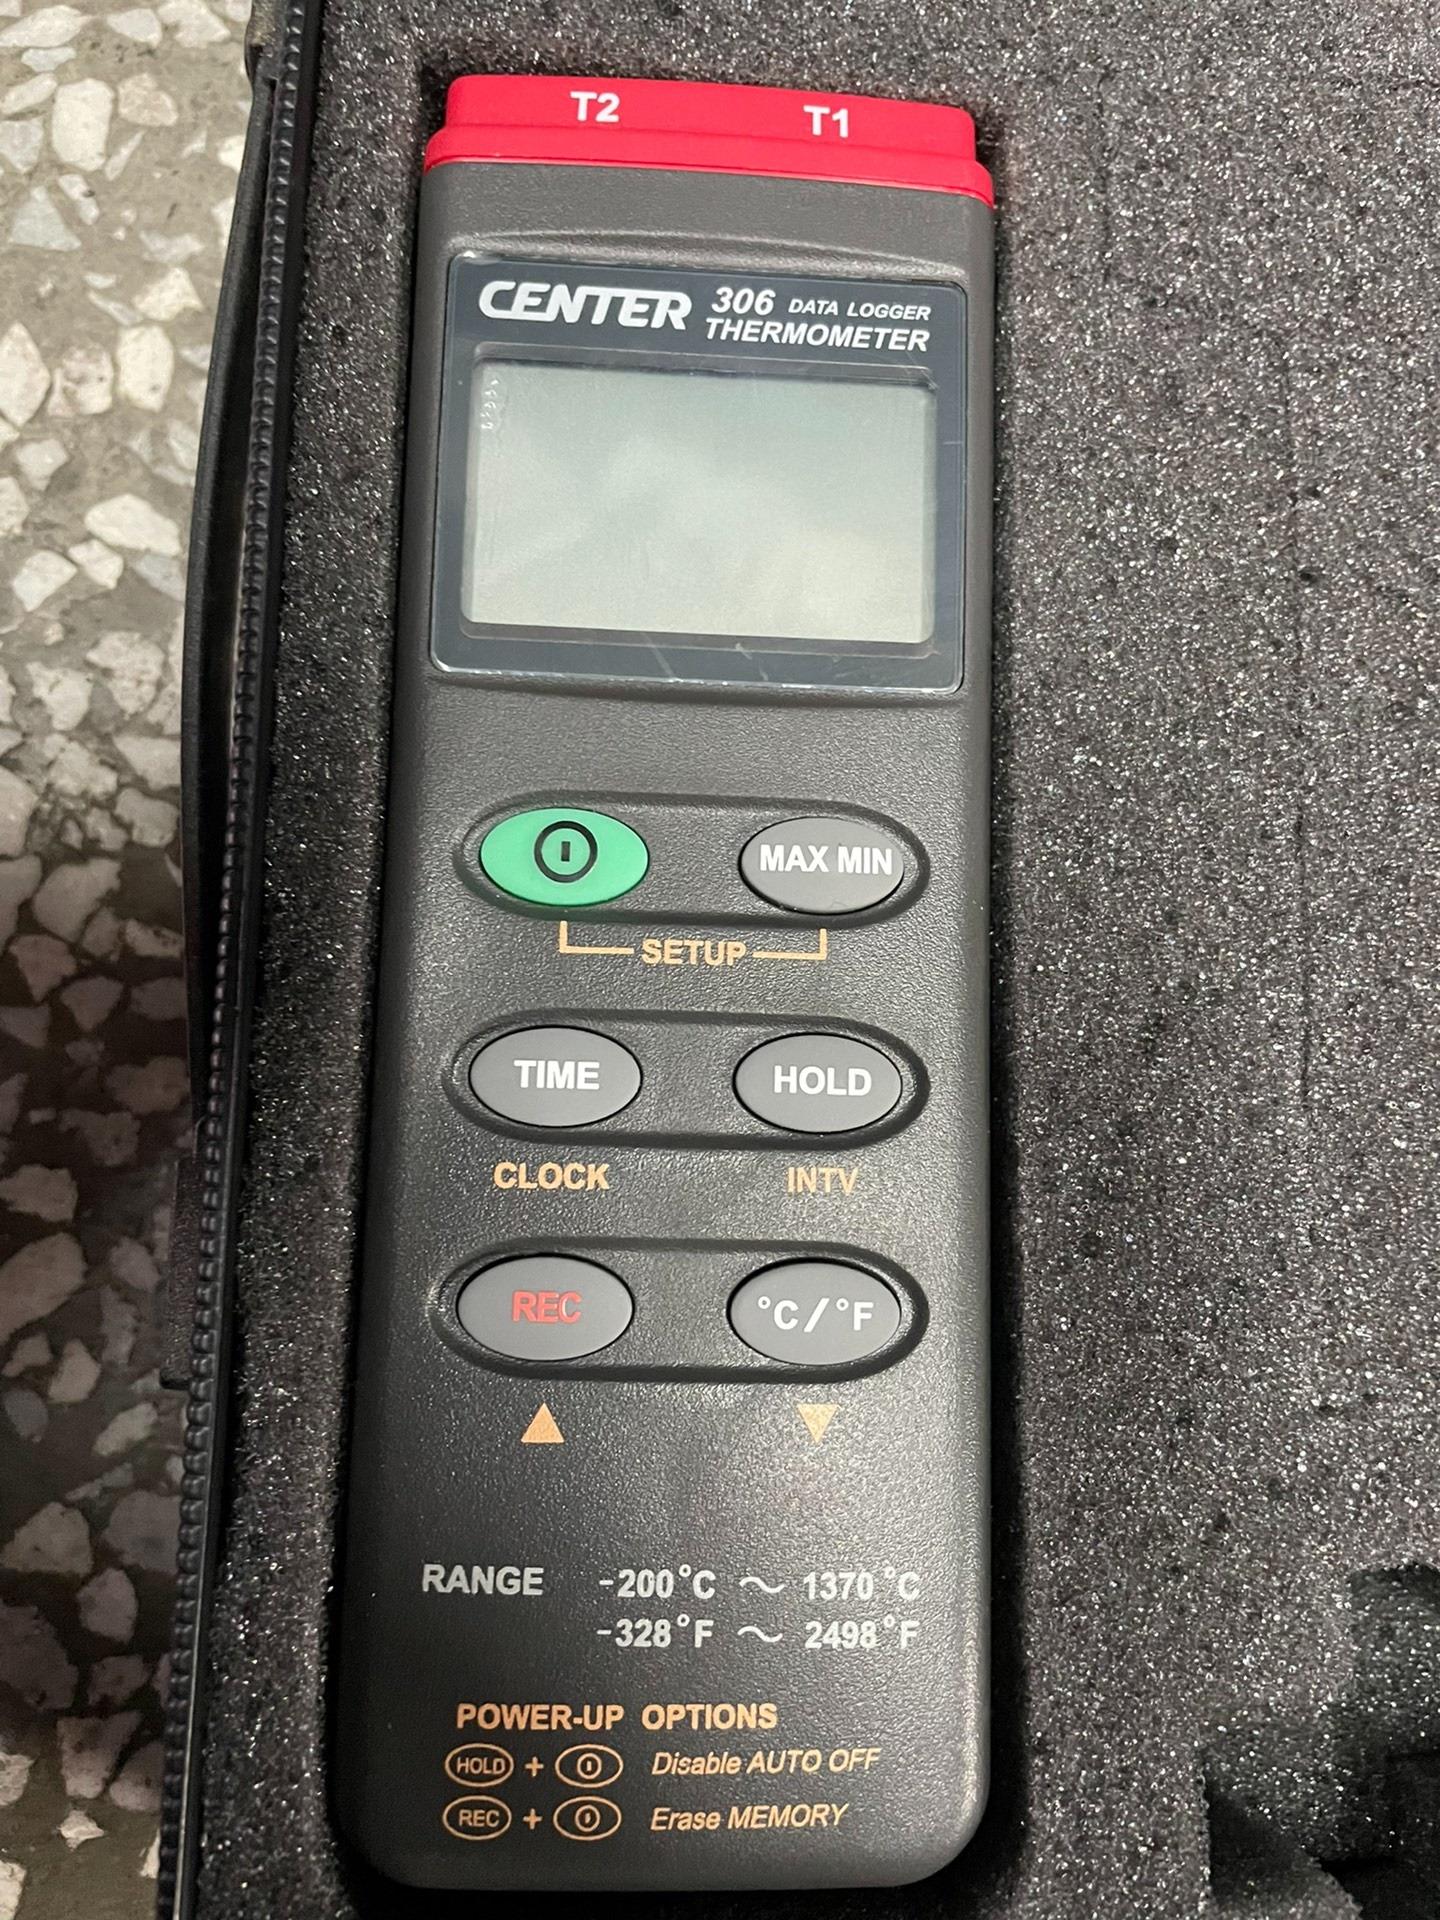 T2 T1
CENTER 306 DATA LOGGER
THERMOMETER
MAX MIN
SETUP
TIME HOLD
CLOCK INTV
REC °C/°F
RANGE -200°C ~ 1370°C
-328°F ~ 2498°F
POWER-UP OPTIONS
HOLD + Disable AUTO OFF
REC + Erase MEMORY